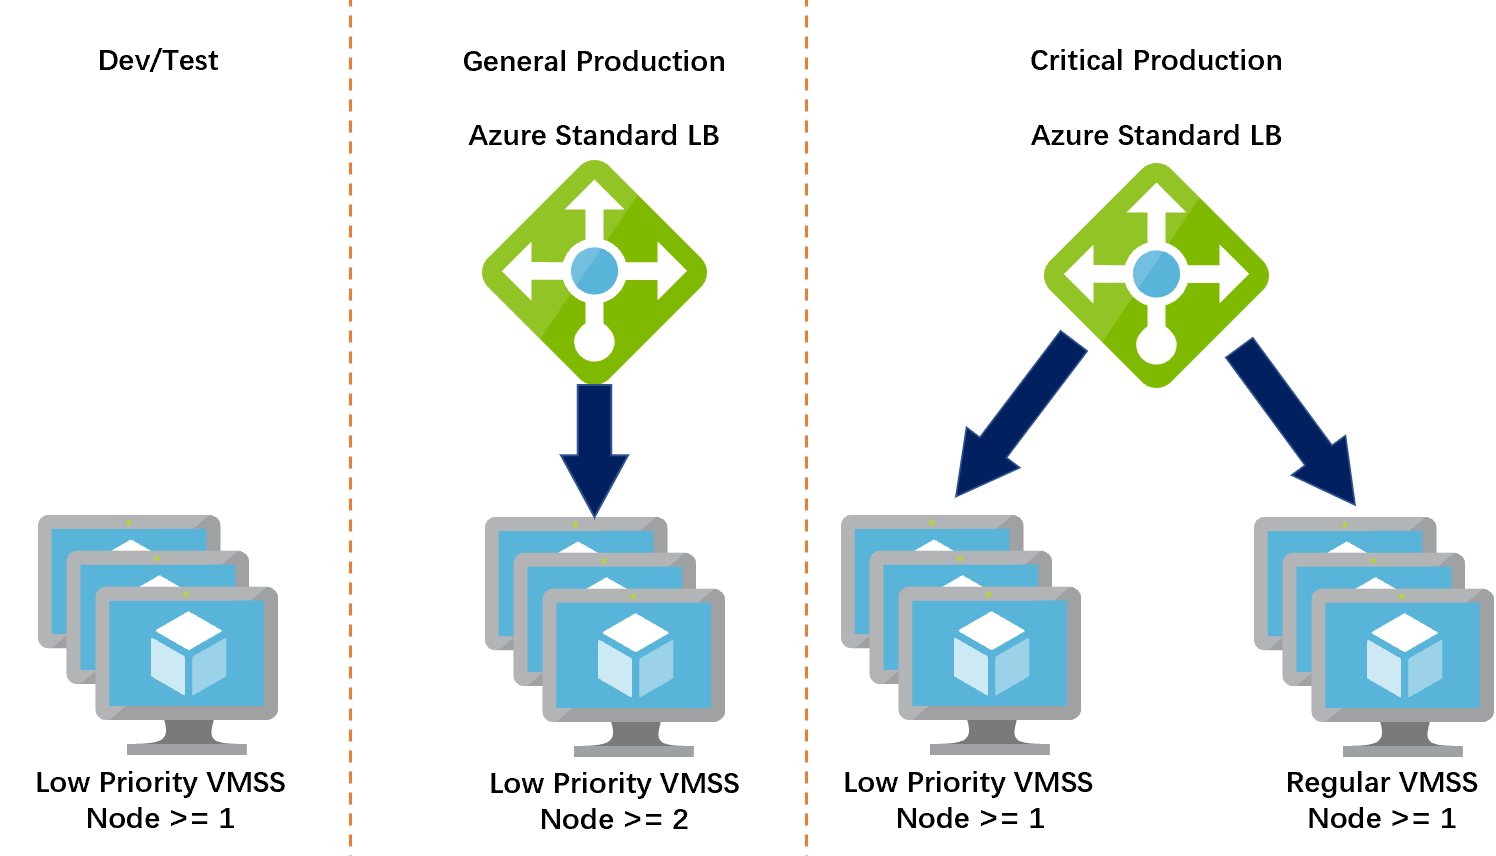 Dev/Test
General Production
Critical Production
Azure Standard LB
Azure Standard LB
Low Priority VMSS
Node >= 1
Low Priority VMSS
Node >= 2
Low Priority VMSS
Node >= 1
Regular VMSS
Node >= 1